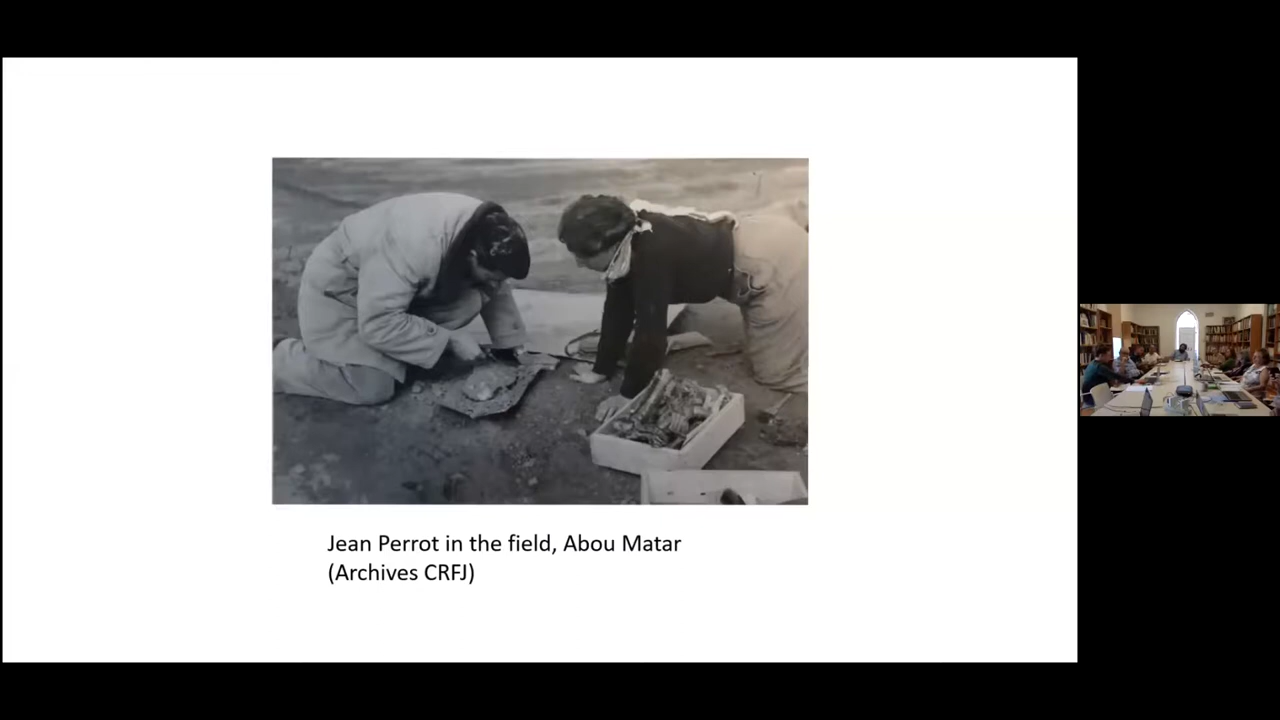 Jean Perrot in the field, Abou Matar
(Archives CRFJ)